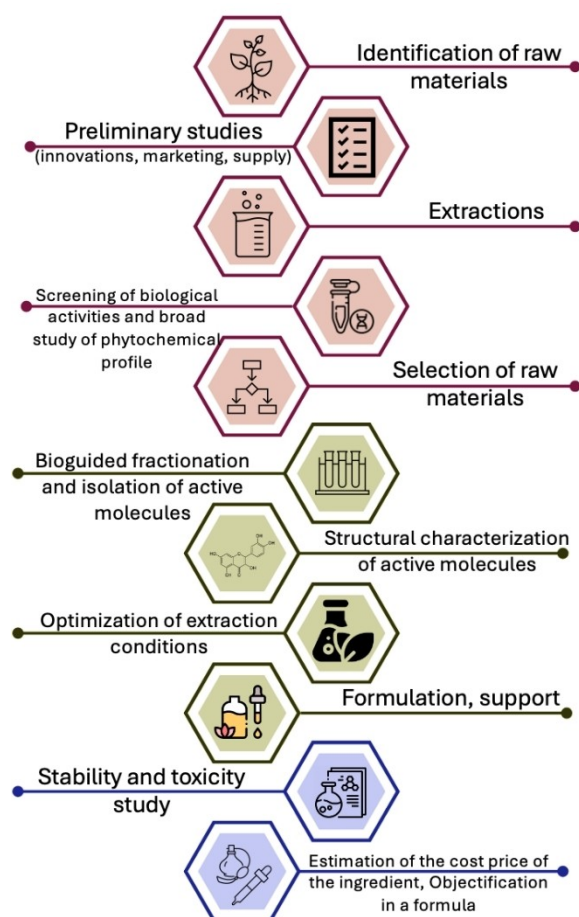 Identification of raw
materials
Preliminary studies
(innovations, marketing, supply)
Extractions
Screening of biological
activities and broad
study of phytochemical
profile
Selection of raw
materials
Bioguided fractionation
and isolation of active
molecules
Structural characterization
of active molecules
Optimization of extraction
conditions
Formulation, support
Stability and toxicity
study
Estimation of the cost price of
the ingredient, Objectification
in a formula